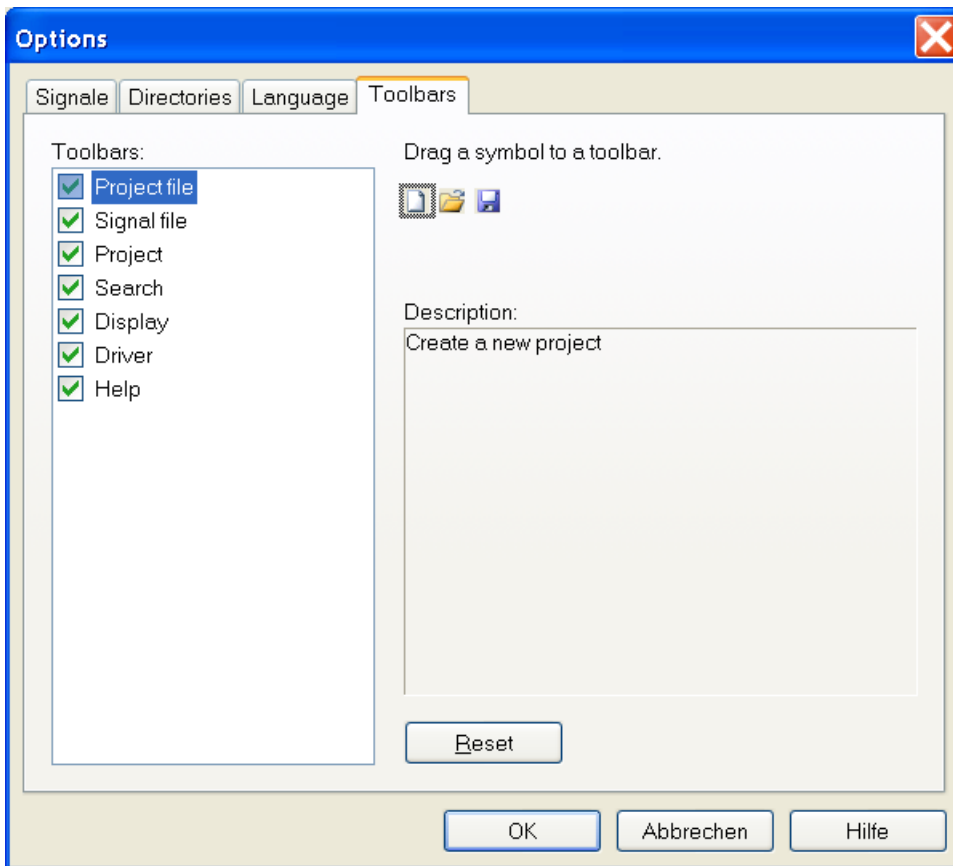 Options
Signale Directories Language Toolbars
Toolbars:
Project file
Signal file
Project
Search
Display
Driver
Help
Drag a symbol to a toolbar.
Description:
Create a new project
Reset
OK Abbrechen Hilfe